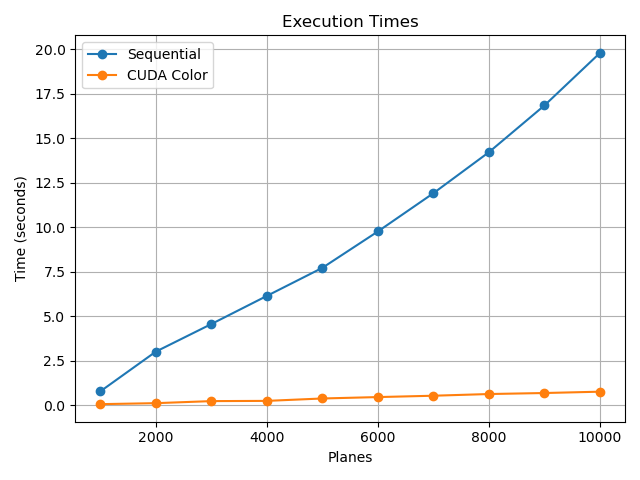 Execution Times
Sequential
CUDA Color
Time (seconds)
20.0
17.5
15.0
12.5
10.0
7.5
5.0
2.5
0.0
2000 4000 6000 8000 10000
Planes